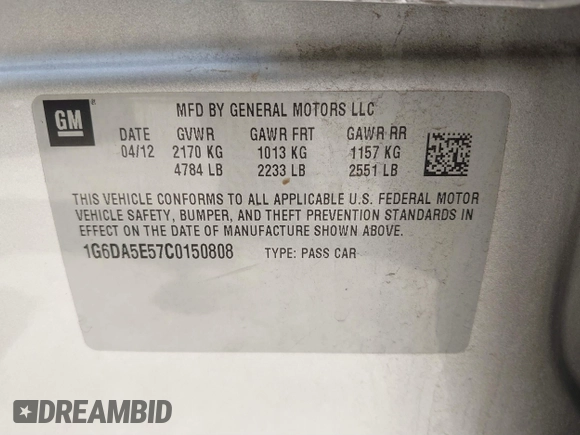 GM ®
MFD BY GENERAL MOTORS LLC
DATE GVWR GAWR FRT GAWR RR
04/12 2170 KG 1013 KG 1157 KG
4784 LB 2233 LB 2551 LB
THIS VEHICLE CONFORMS TO ALL APPLICABLE U.S. FEDERAL MOTOR
VEHICLE SAFETY, BUMPER, AND THEFT PREVENTION STANDARDS IN
EFFECT ON THE DATE OF MANUFACTURE SHOWN ABOVE.
1G6DA5E57C0150808 TYPE: PASS CAR
DREAMBID